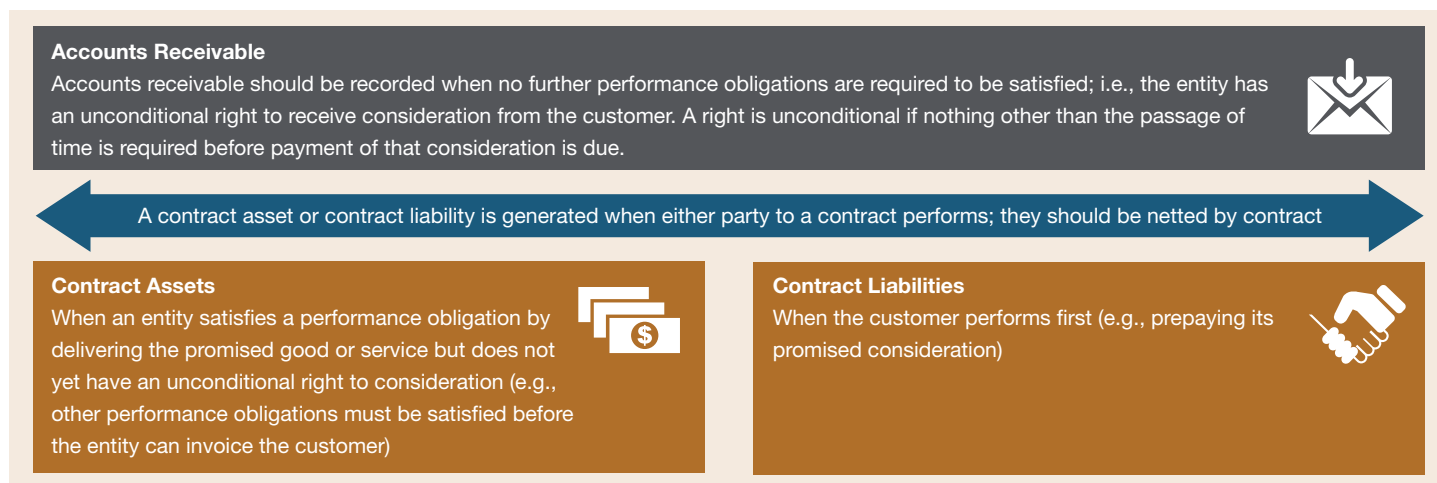 Accounts Receivable
Accounts receivable should be recorded when no further performance obligations are required to be satisfied; i.e., the entity has
an unconditional right to receive consideration from the customer. A right is unconditional if nothing other than the passage of
time is required before payment of that consideration is due.
A contract asset or contract liability is generated when either party to a contract performs; they should be netted by contract
Contract Assets
When an entity satisfies a performance obligation by
delivering the promised good or service but does not
yet have an unconditional right to consideration (e.g.,
other performance obligations must be satisfied before
the entity can invoice the customer)
$
Contract Liabilities
When the customer performs first (e.g., prepaying its
promised consideration)